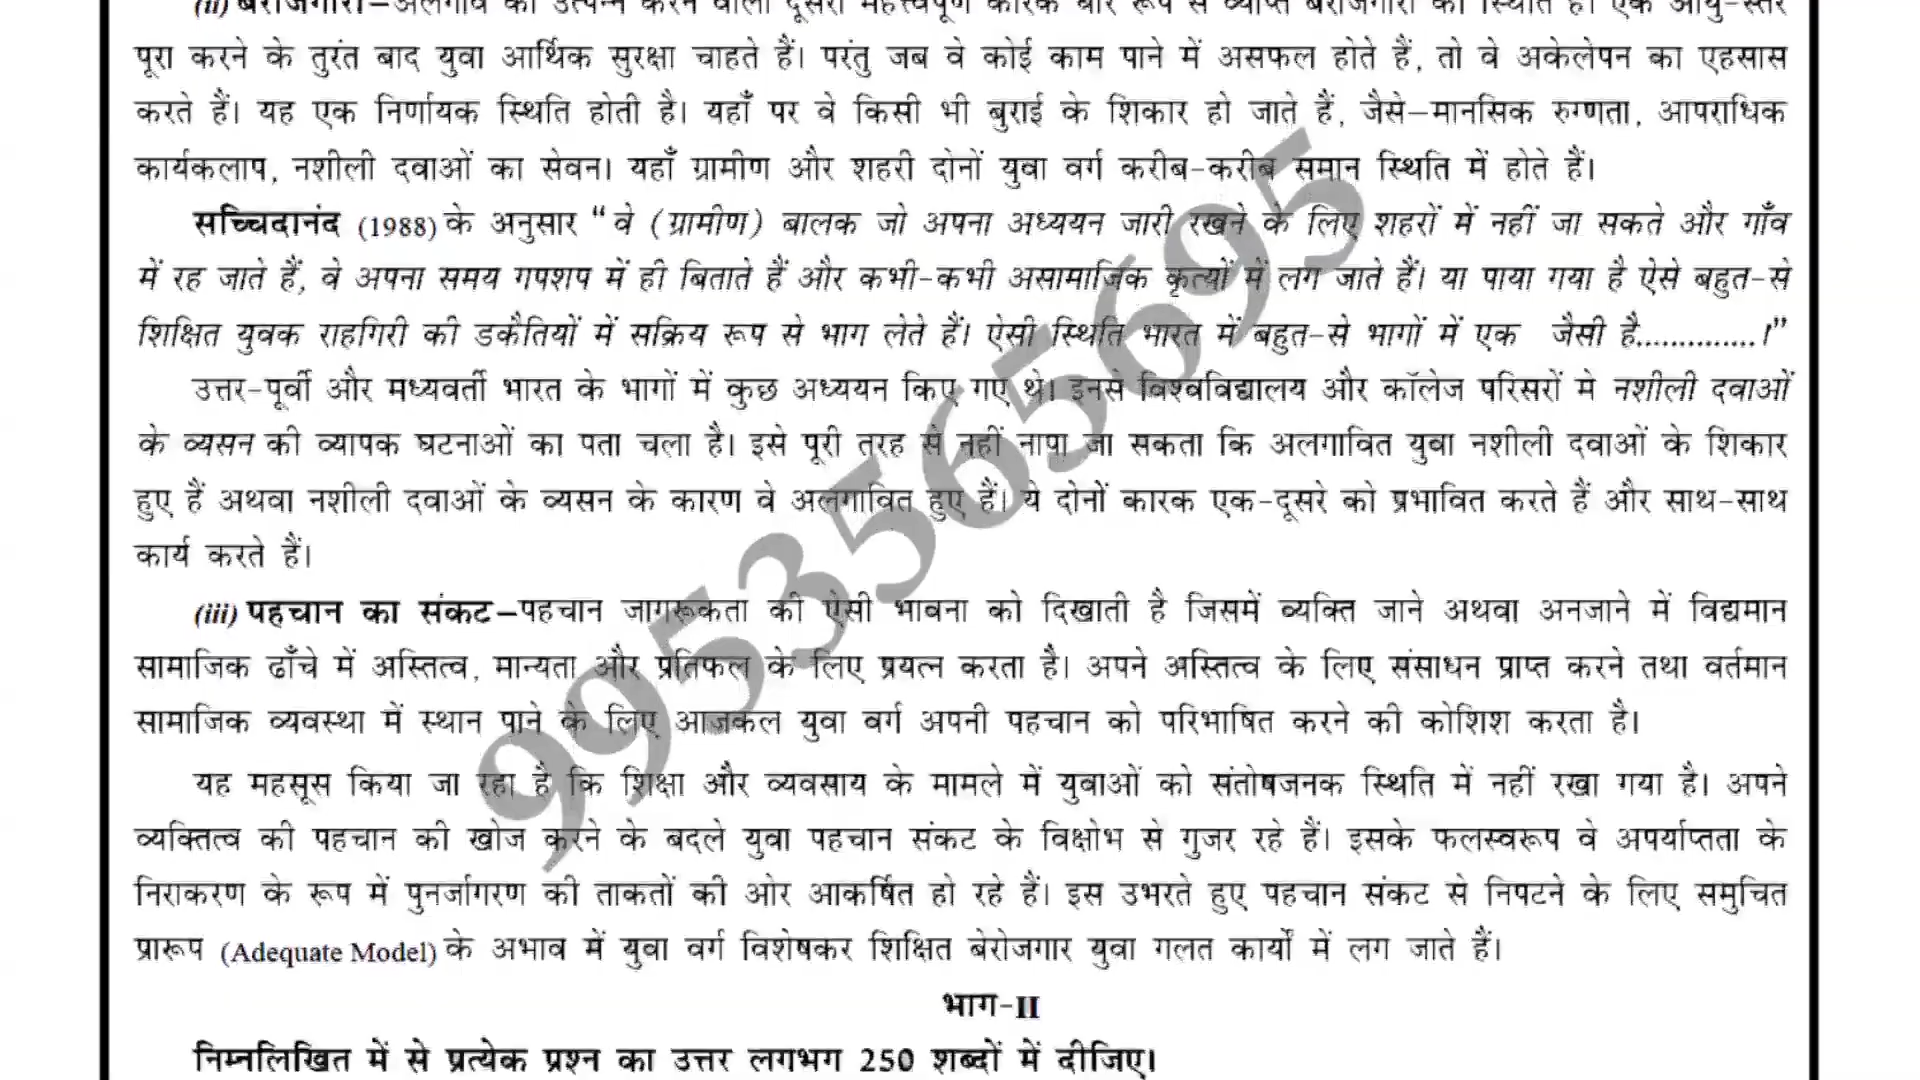 (ii) बेरोजगारी–अलगाव को उत्पन्न करने वाला दूसरा महत्त्वपूर्ण कारक घोर रूप से व्याप्त बेरोजगारी की स्थिति है। एक आयु-स्तर
पूरा करने के तुरंत बाद युवा आर्थिक सुरक्षा चाहते हैं। परंतु जब वे कोई काम पाने में असफल होते हैं, तो वे अकेलेपन का एहसास
करते हैं। यह एक निर्णायक स्थिति होती है। यहाँ पर वे किसी भी बुराई के शिकार हो जाते हैं, जैसे–मानसिक रुग्णता, आपराधिक
कार्यकलाप, नशीली दवाओं का सेवन। यहाँ ग्रामीण और शहरी दोनों युवा वर्ग करीब-करीब समान स्थिति में होते हैं।
सच्चिदानंद (1988) के अनुसार “वे (ग्रामीण) बालक जो अपना अध्ययन जारी रखने के लिए शहरों में नहीं जा सकते और गाँव
में रह जाते हैं, वे अपना समय गपशप में ही बिताते हैं और कभी-कभी असामाजिक कृत्यों में लग जाते हैं। या पाया गया है ऐसे बहुत-से
शिक्षित युवक राहगिरी की डकैतियों में सक्रिय रूप से भाग लेते हैं। ऐसी स्थिति भारत में बहुत-से भागों में एक जैसी है..............।”
उत्तर-पूर्वी और मध्यवर्ती भारत के भागों में कुछ अध्ययन किए गए थे। इनसे विश्वविद्यालय और कॉलेज परिसरों मे नशीली दवाओं
के व्यसन की व्यापक घटनाओं का पता चला है। इसे पूरी तरह से नहीं नापा जा सकता कि अलगावित युवा नशीली दवाओं के शिकार
हुए हैं अथवा नशीली दवाओं के व्यसन के कारण वे अलगावित हुए हैं। ये दोनों कारक एक-दूसरे को प्रभावित करते हैं और साथ-साथ
कार्य करते हैं।
(iii) पहचान का संकट–पहचान जागरूकता की ऐसी भावना को दिखाती है जिसमें व्यक्ति जाने अथवा अनजाने में विद्यमान
सामाजिक ढाँचे में अस्तित्व, मान्यता और प्रतिफल के लिए प्रयत्न करता है। अपने अस्तित्व के लिए संसाधन प्राप्त करने तथा वर्तमान
सामाजिक व्यवस्था में स्थान पाने के लिए आजकल युवा वर्ग अपनी पहचान को परिभाषित करने की कोशिश करता है।
यह महसूस किया जा रहा है कि शिक्षा और व्यवसाय के मामले में युवाओं को संतोषजनक स्थिति में नहीं रखा गया है। अपने
व्यक्तित्व की पहचान की खोज करने के बदले युवा पहचान संकट के विक्षोभ से गुजर रहे हैं। इसके फलस्वरूप वे अपर्याप्तता के
निराकरण के रूप में पुनर्जागरण की ताकतों की ओर आकर्षित हो रहे हैं। इस उभरते हुए पहचान संकट से निपटने के लिए समुचित
प्रारूप (Adequate Model) के अभाव में युवा वर्ग विशेषकर शिक्षित बेरोजगार युवा गलत कार्यों में लग जाते हैं।
भाग-II
निम्नलिखित में से प्रत्येक प्रश्न का उत्तर लगभग 250 शब्दों में दीजिए।
9953565695